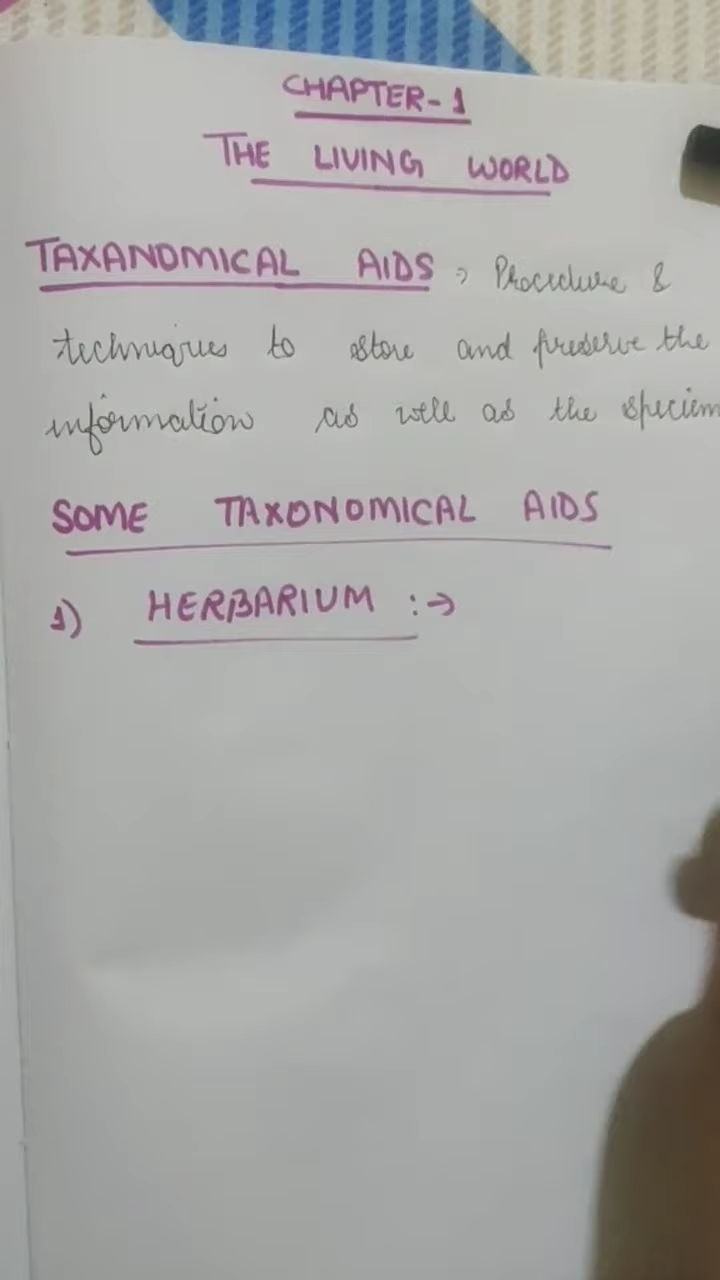 CHAPTER-1
THE LIVING WORLD
TAXANOMICAL AIDS : Procedure &
techniques to store and preserve the
information as well as the speciem
SOME TAXONOMICAL AIDS
1) HERBARIUM :→